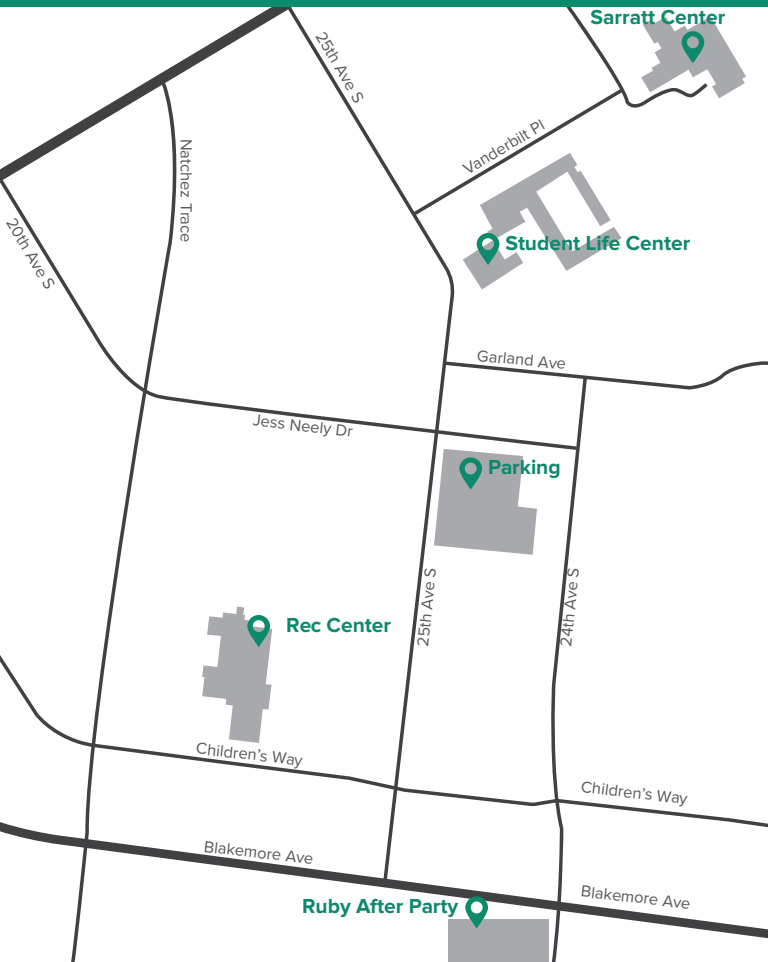 Sarratt Center
25th Ave S
Vanderbilt Pl
Natchez Trace
20th Ave S
Student Life Center
Garland Ave
Jess Neely Dr
Parking
25th Ave S
24th Ave S
Rec Center
Children's Way
Children's Way
Blakemore Ave
Blakemore Ave
Ruby After Party